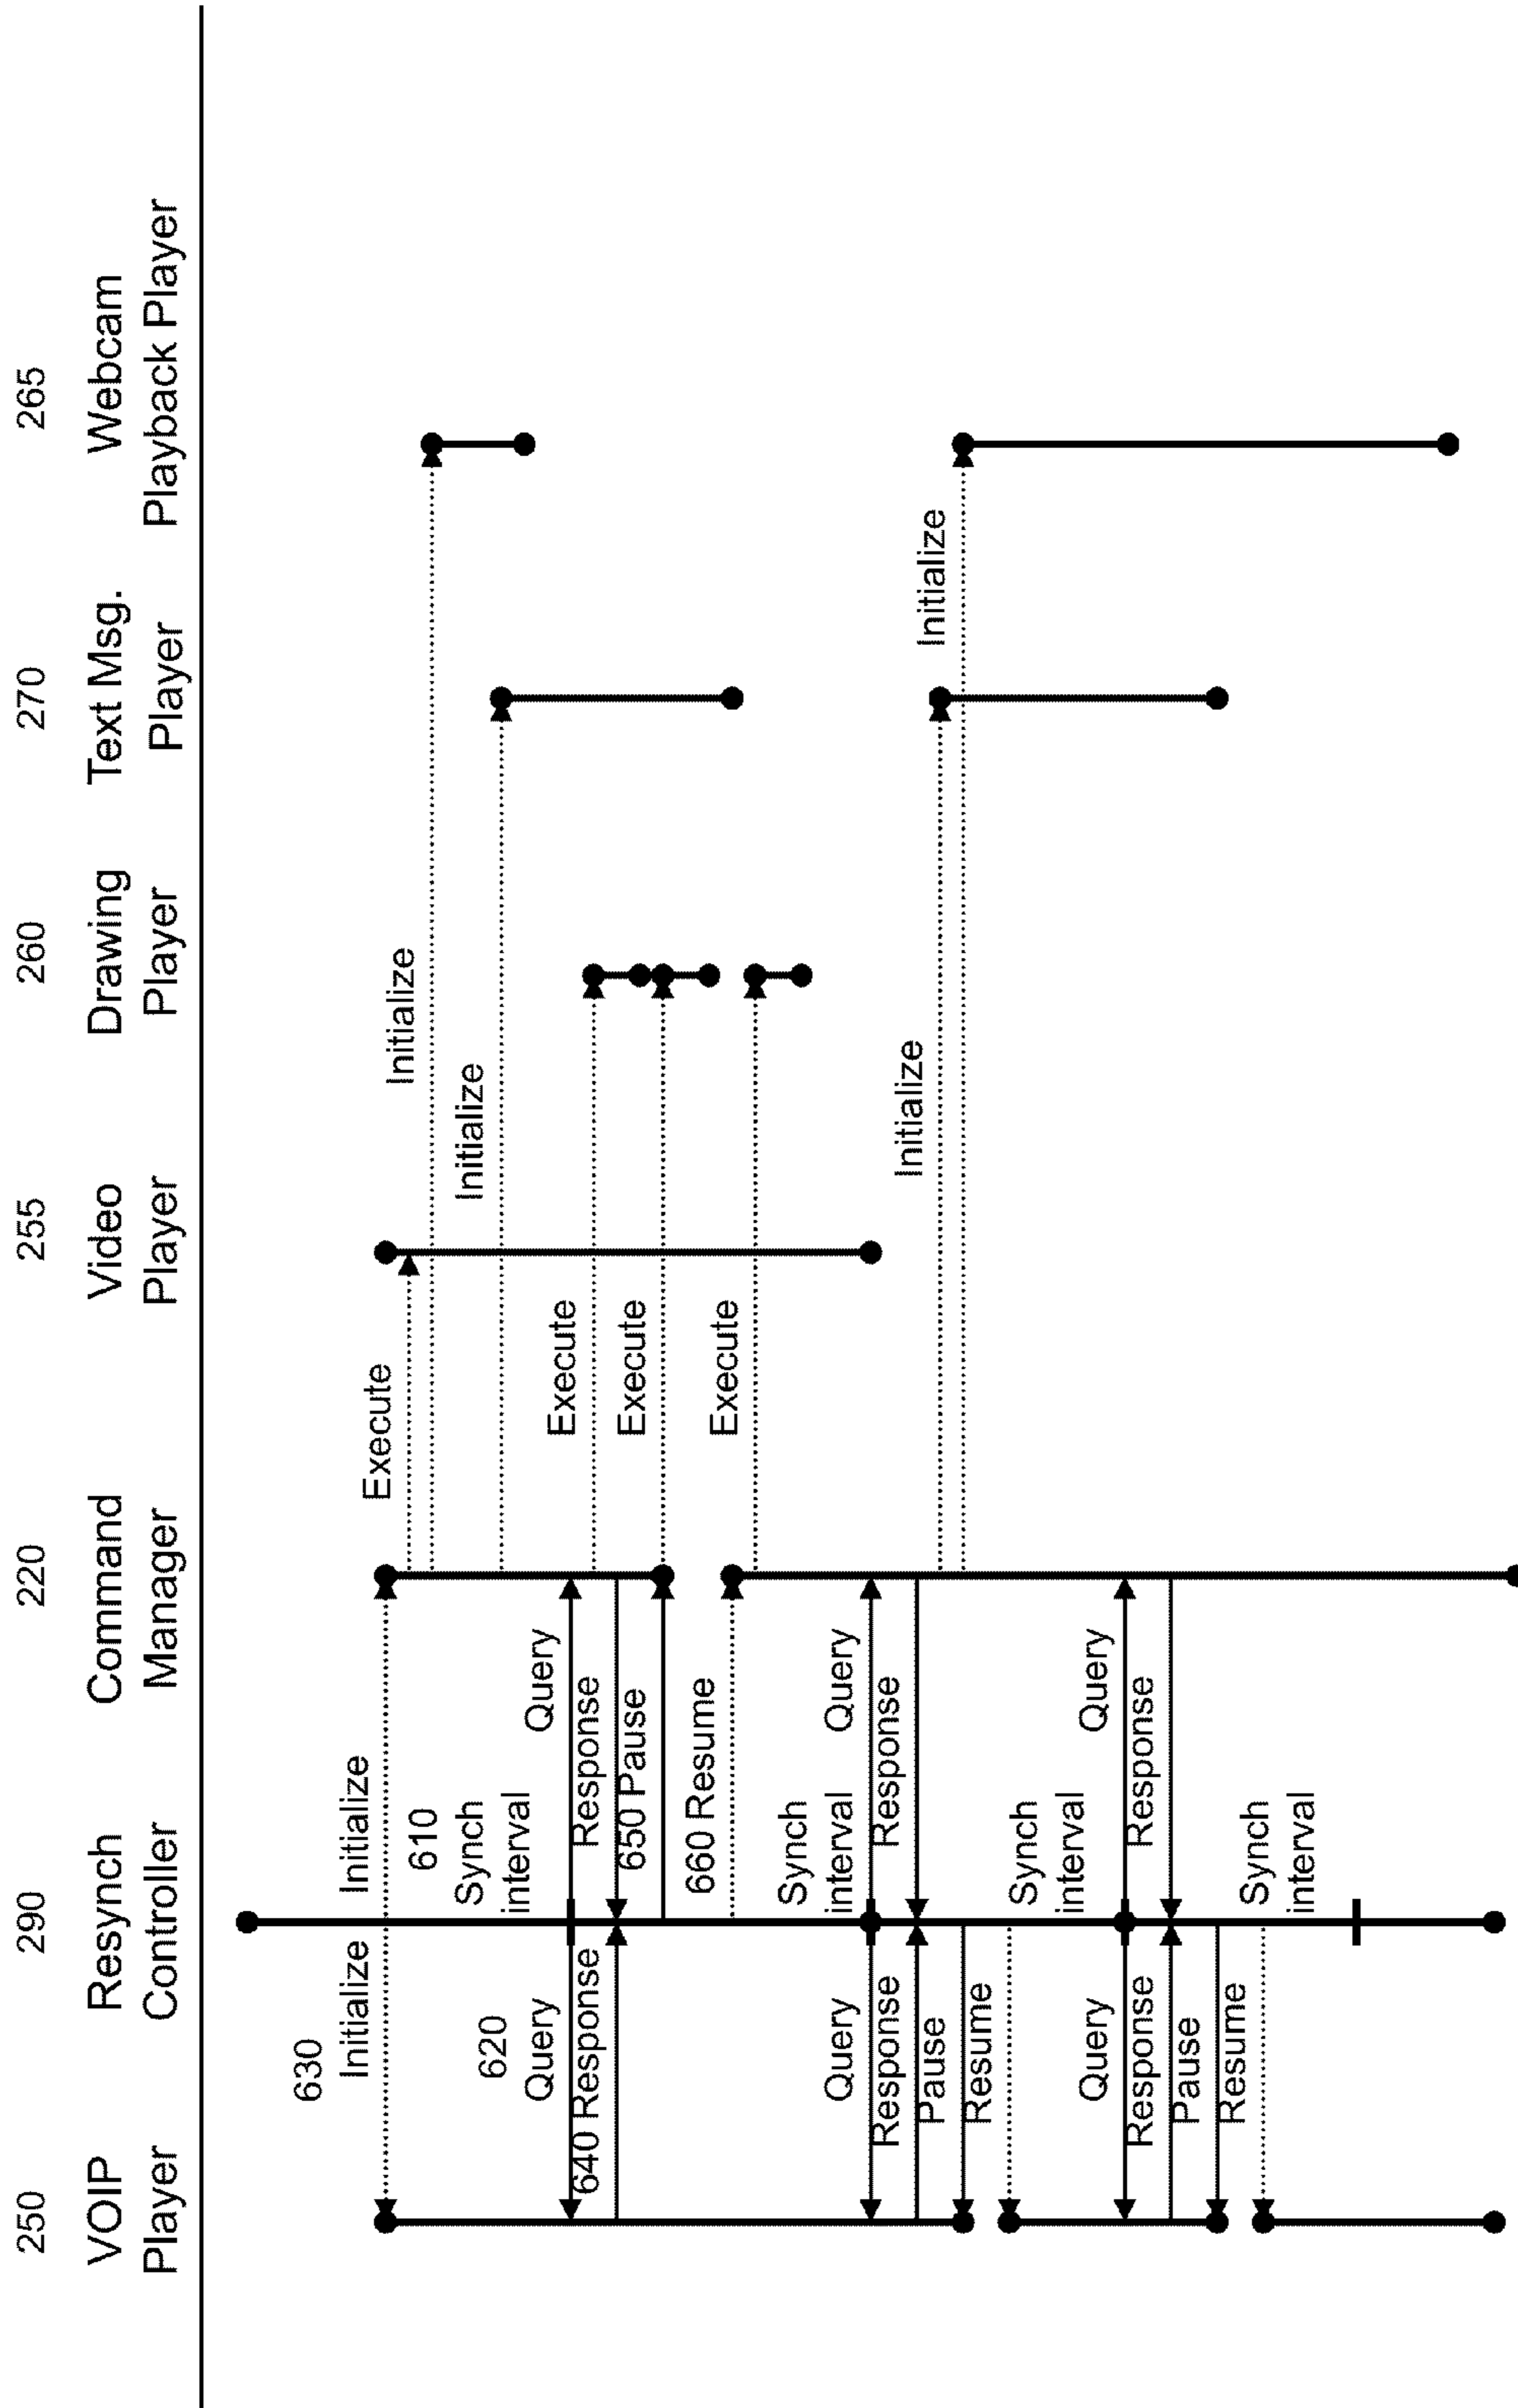 250
VOIP
Player
290
Resynch
Controller
220
Command
Manager
255
Video
Player
260
Drawing
Player
270
Text Msg.
Player
265
Webcam
Playback Player
630
Initialize
Initialize
Execute
Initialize
610
Synch
interval
Initialize
620
Query
Query
Execute
640 Response
Response
650 Pause
Execute
660 Resume
Execute
Synch
interval
Query
Query
Response
Response
Initialize
Pause
Initialize
Resume
Synch
interval
Query
Query
Response
Response
Pause
Resume
Synch
interval